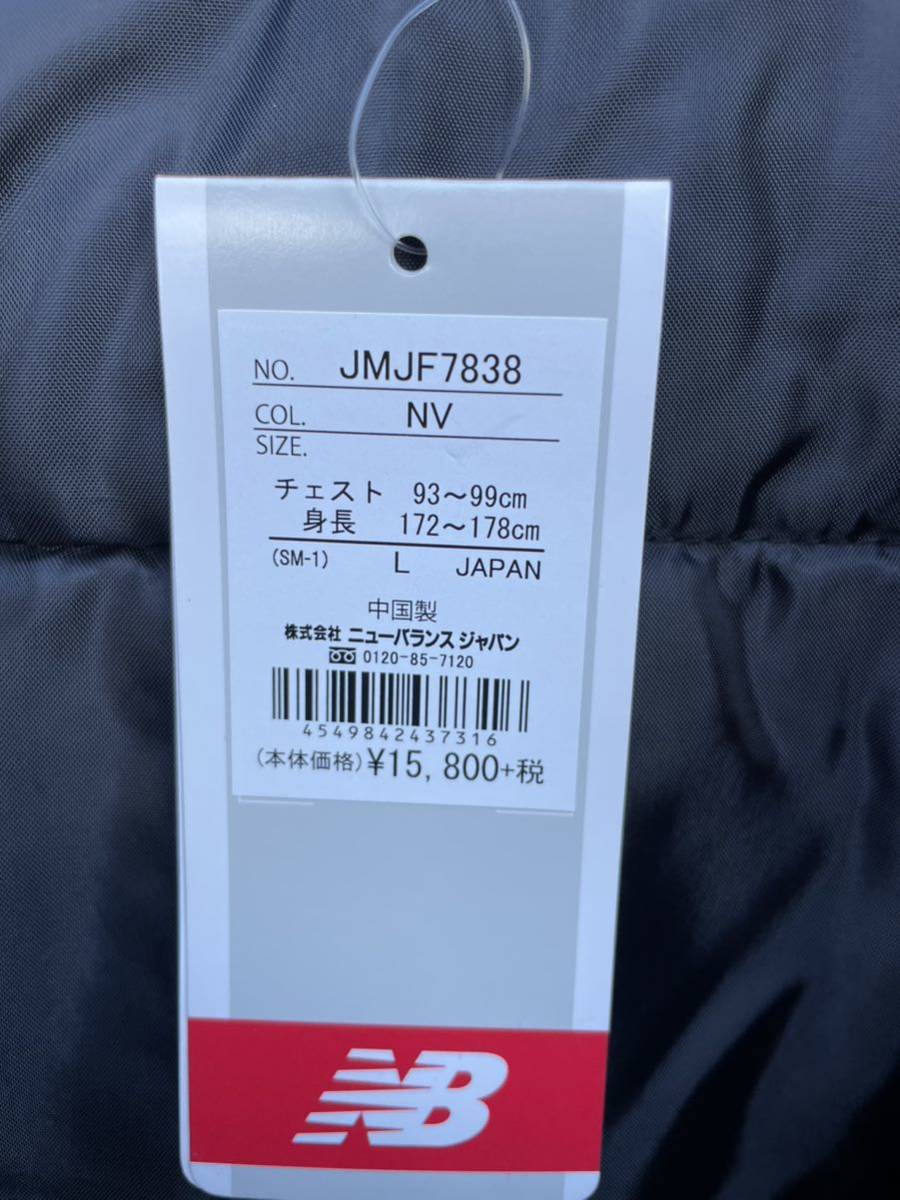 NO. JMJF7838
COL. NV
SIZE.
チェスト 93～99cm
身長 172～178cm
(SM-1) L JAPAN
中国製
株式会社 ニューバランス ジャパン
0120-85-7120
4549842437316
(本体価格) ¥15,800+税
NB